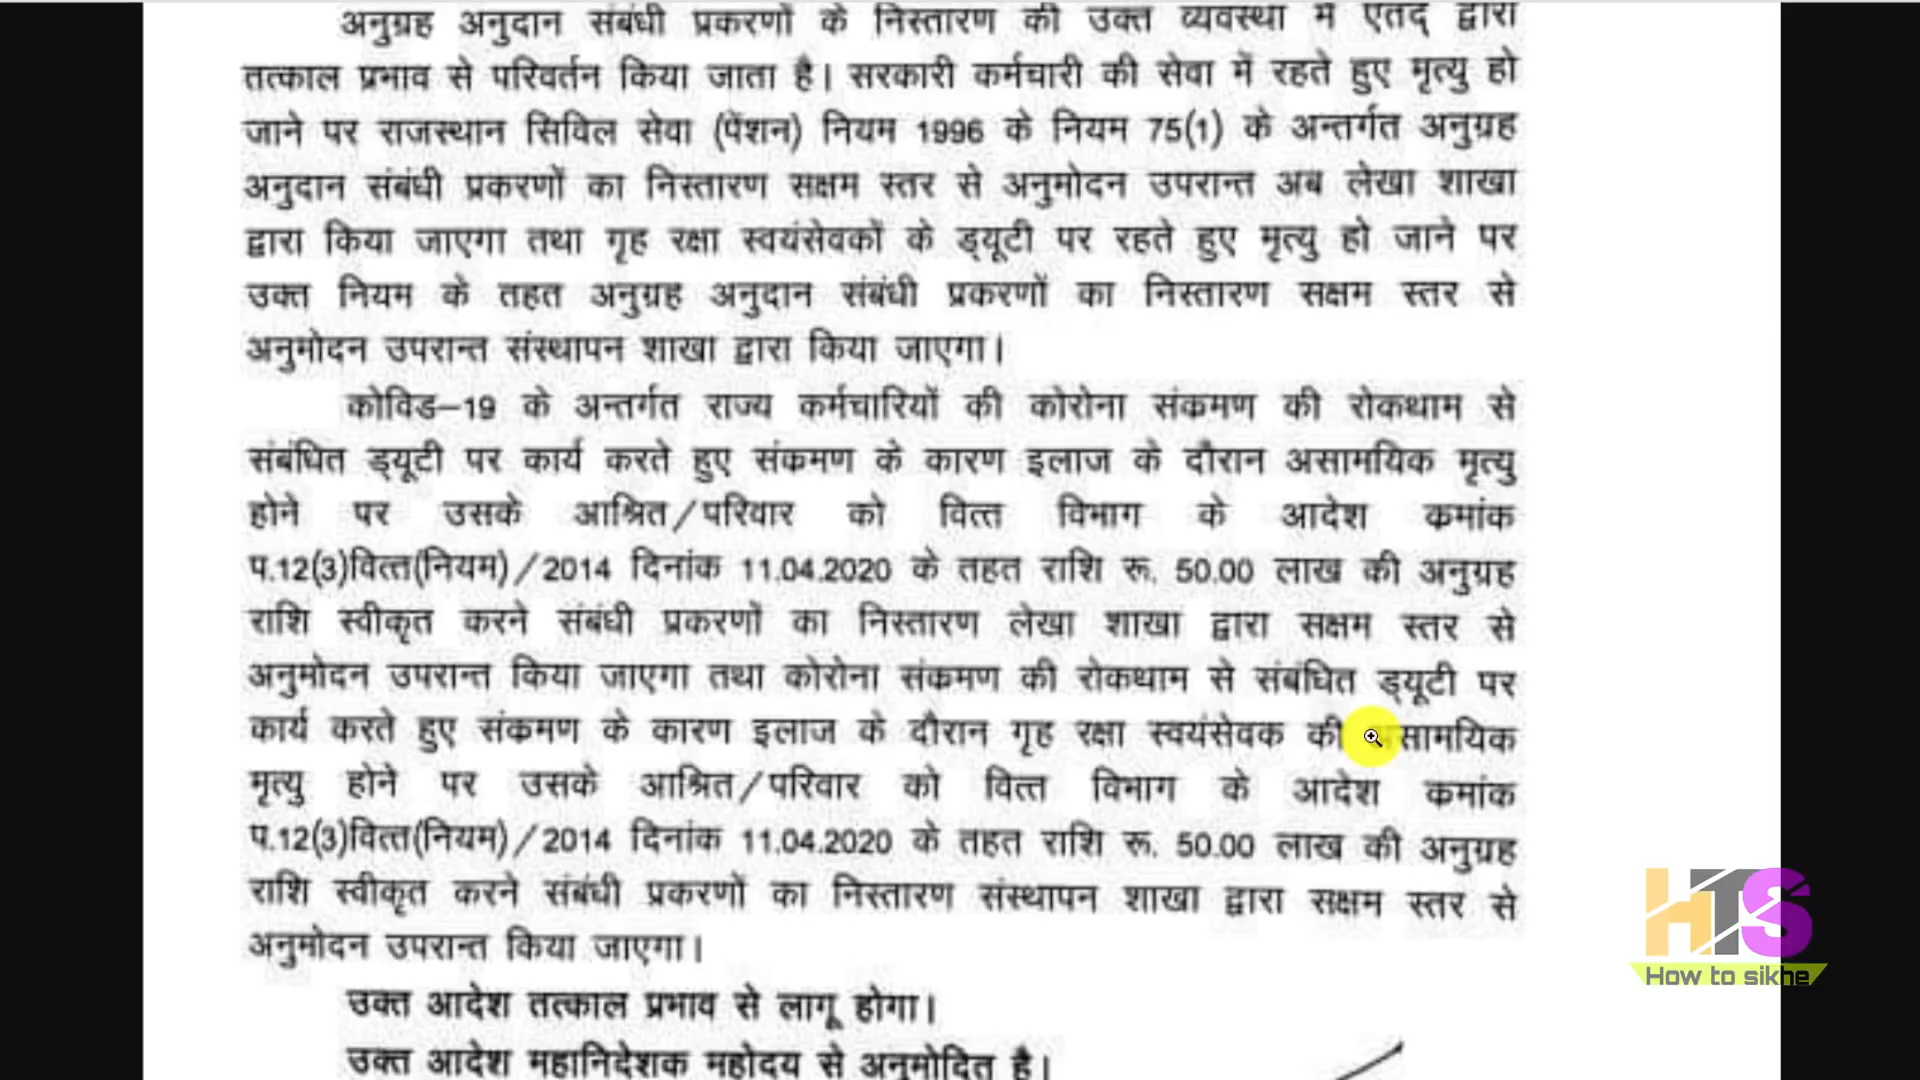 अनुग्रह अनुदान संबंधी प्रकरणों के निस्तारण की उक्त व्यवस्था में एतद् द्वारा
तत्काल प्रभाव से परिवर्तन किया जाता है। सरकारी कर्मचारी की सेवा में रहते हुए मृत्यु हो
जाने पर राजस्थान सिविल सेवा (पेंशन) नियम 1996 के नियम 75(1) के अन्तर्गत अनुग्रह
अनुदान संबंधी प्रकरणों का निस्तारण सक्षम स्तर से अनुमोदन उपरान्त अब लेखा शाखा
द्वारा किया जाएगा तथा गृह रक्षा स्वयंसेवकों के ड्यूटी पर रहते हुए मृत्यु हो जाने पर
उक्त नियम के तहत अनुग्रह अनुदान संबंधी प्रकरणों का निस्तारण सक्षम स्तर से
अनुमोदन उपरान्त संस्थापन शाखा द्वारा किया जाएगा।
कोविड–19 के अन्तर्गत राज्य कर्मचारियों की कोरोना संकमण की रोकथाम से
संबंधित ड्यूटी पर कार्य करते हुए संकमण के कारण इलाज के दौरान असामयिक मृत्यु
होने पर उसके आश्रित/परिवार को वित्त विभाग के आदेश कमांक
प.12(3)वित्त(नियम)/2014 दिनांक 11.04.2020 के तहत राशि रू. 50.00 लाख की अनुग्रह
राशि स्वीकृत करने संबंधी प्रकरणों का निस्तारण लेखा शाखा द्वारा सक्षम स्तर से
अनुमोदन उपरान्त किया जाएगा तथा कोरोना संकमण की रोकथाम से संबंधित ड्यूटी पर
कार्य करते हुए संकमण के कारण इलाज के दौरान गृह रक्षा स्वयंसेवक की असामयिक
मृत्यु होने पर उसके आश्रित/परिवार को वित्त विभाग के आदेश कमांक
प.12(3)वित्त(नियम)/2014 दिनांक 11.04.2020 के तहत राशि रू. 50.00 लाख की अनुग्रह
राशि स्वीकृत करने संबंधी प्रकरणों का निस्तारण संस्थापन शाखा द्वारा सक्षम स्तर से
अनुमोदन उपरान्त किया जाएगा।
उक्त आदेश तत्काल प्रभाव से लागू होगा।
उक्त आदेश महानिदेशक महोदय से अनुमोदित है।
HTS
How to sikhe